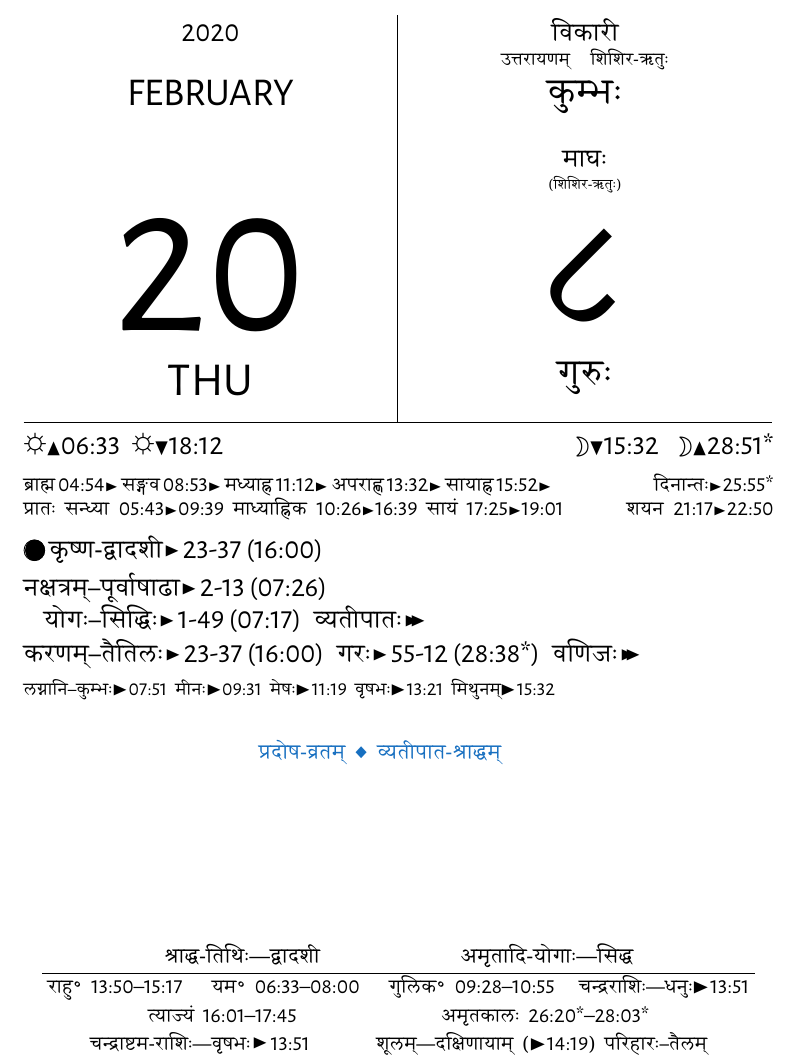 2020
FEBRUARY
20
THU
विकारी
उत्तरायणम् शिशिर-ऋतुः
कुम्भः
माघः
(शिशिर-ऋतुः)
८
गुरुः
☼▲06:33 ☼▼18:12 ☽▼15:32 ☽▲28:51*
ब्राह्म 04:54► सङ्गव 08:53► मध्याह्न 11:12► अपराह्ण 13:32► सायाह्न 15:52► दिनान्तः►25:55*
प्रातः सन्ध्या 05:43►09:39 माध्याह्निक 10:26►16:39 सायं 17:25►19:01 शयन 21:17►22:50
●कृष्ण-द्वादशी►23-37 (16:00)
नक्षत्रम्–पूर्वाषाढा►2-13 (07:26)
योगः–सिद्धिः►1-49 (07:17) व्यतीपातः►►
करणम्–तैतिलः►23-37 (16:00) गरः►55-12 (28:38*) वणिजः►►
लग्नानि–कुम्भः►07:51 मीनः►09:31 मेषः►11:19 वृषभः►13:21 मिथुनम्►15:32
प्रदोष-व्रतम् ◆ व्यतीपात-श्राद्धम्
श्राद्ध-तिथिः—द्वादशी अमृतादि-योगाः—सिद्ध
राहु॰ 13:50–15:17 यम॰ 06:33–08:00 गुलिक॰ 09:28–10:55 चन्द्रराशिः—धनुः►13:51
त्याज्यं 16:01–17:45 अमृतकालः 26:20*–28:03*
चन्द्राष्टम-राशिः—वृषभः►13:51 शूलम्—दक्षिणायाम् (►14:19) परिहारः–तैलम्